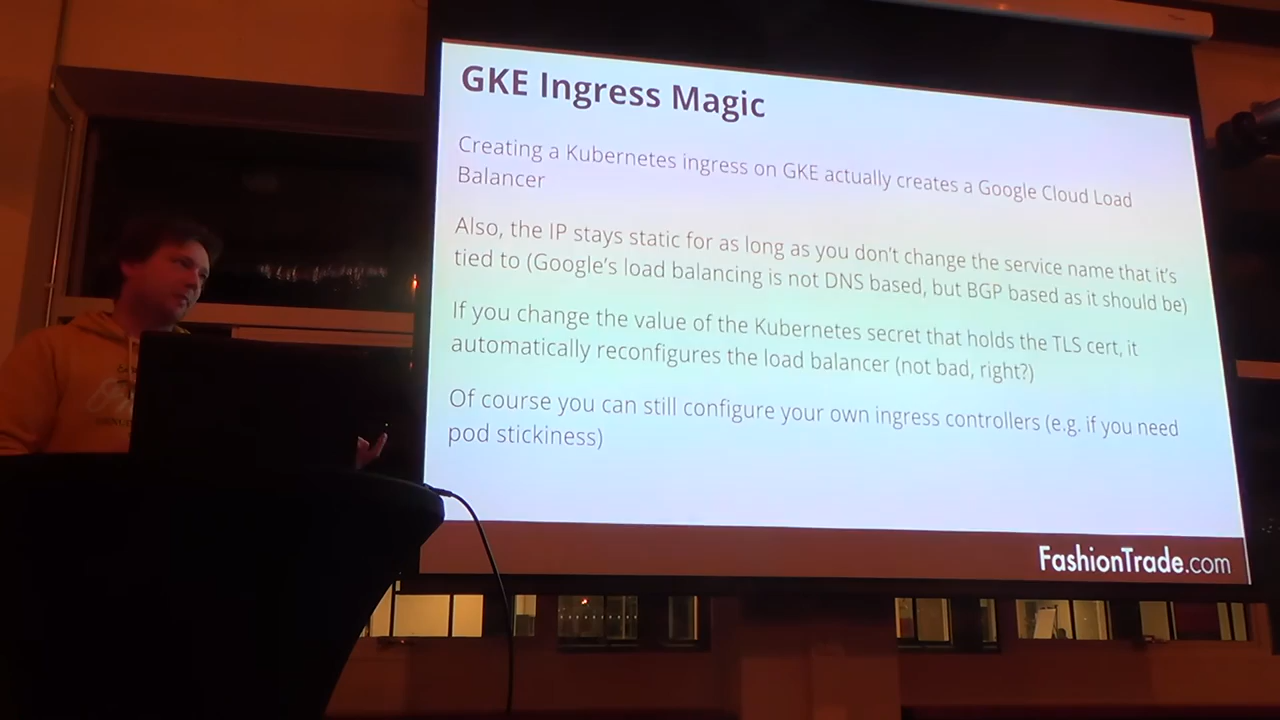 GKE Ingress Magic
Creating a Kubernetes ingress on GKE actually creates a Google Cloud Load
Balancer
Also, the IP stays static for as long as you don't change the service name that it's
tied to (Google's load balancing is not DNS based, but BGP based as it should be)
If you change the value of the Kubernetes secret that holds the TLS cert, it
automatically reconfigures the load balancer (not bad, right?)
Of course you can still configure your own ingress controllers (e.g. if you need
pod stickiness)
FashionTrade.com